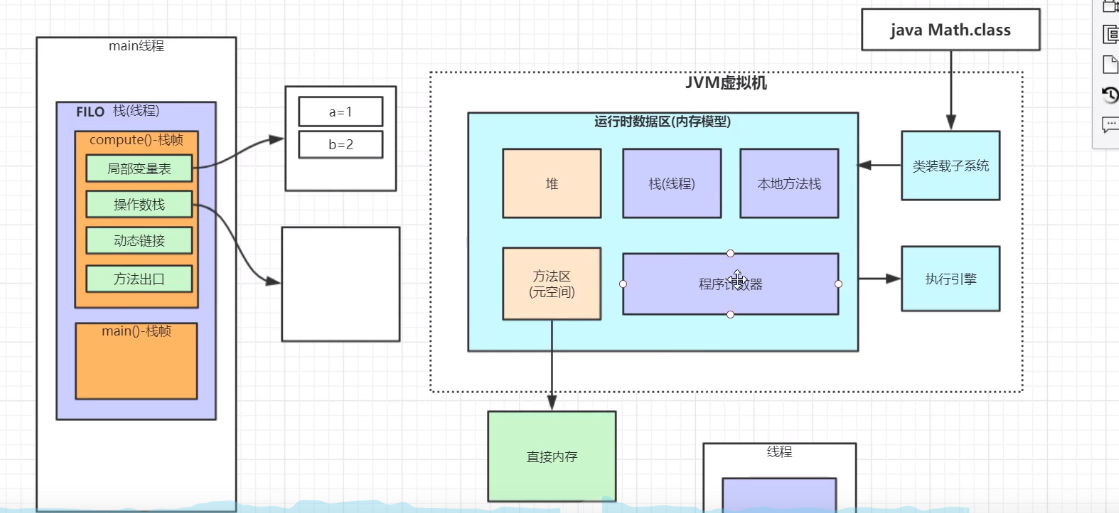 main线程
FILO 栈(线程)
compute()-栈帧
局部变量表
操作数栈
动态链接
方法出口
main()-栈帧
a=1
b=2
java Math.class
JVM虚拟机
运行时数据区(内存模型)
堆
栈(线程)
本地方法栈
类装载子系统
方法区
(元空间)
程序计数器
执行引擎
直接内存
线程